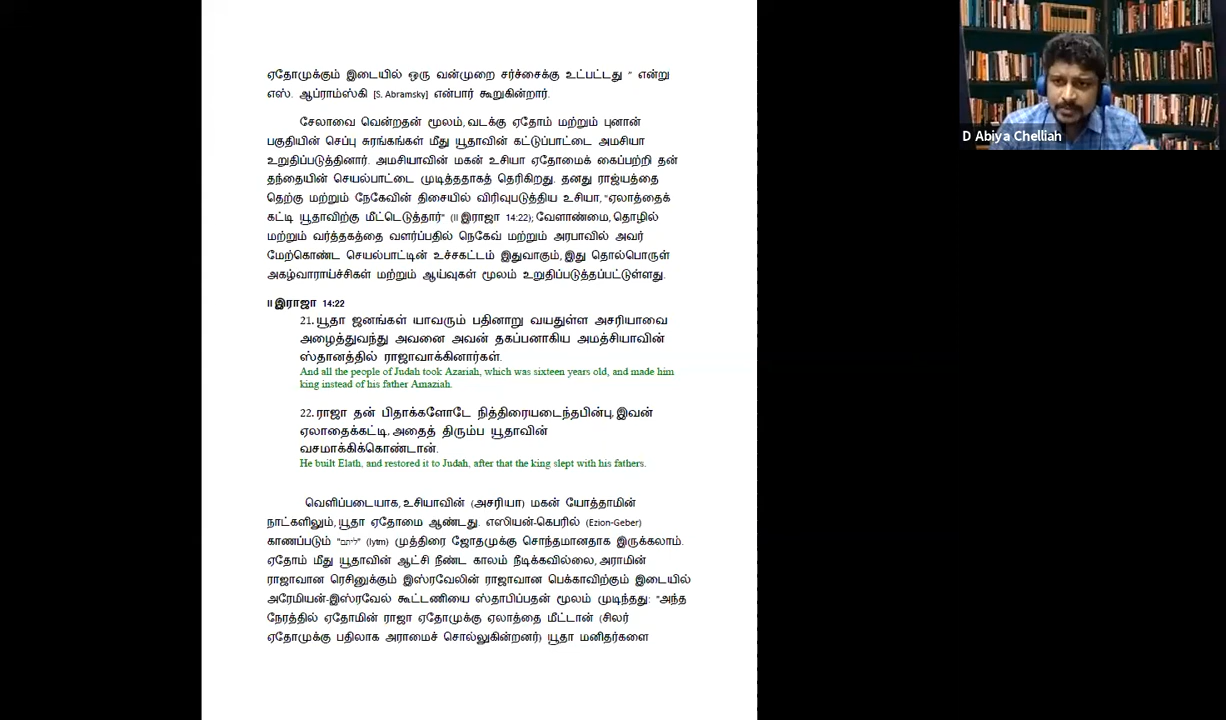 ஏதோமுக்கும் இடையில் ஒரு வன்முறை சர்ச்சைக்கு உட்பட்டது " என்று
எஸ். ஆப்ராம்ஸ்கி [S. Abramsky] என்பார் கூறுகின்றார்.
சேலாவை வென்றதன் மூலம், வடக்கு ஏதோம் மற்றும் புனான்
பகுதியின் செப்பு சுரங்கங்கள் மீது யூதாவின் கட்டுப்பாட்டை அமசியா
உறுதிப்படுத்தினார். அமசியாவின் மகன் உசியா ஏதோமைக் கைப்பற்றி தன்
தந்தையின் செயல்பாட்டை முடித்ததாகத் தெரிகிறது. தனது ராஜ்யத்தை
தெற்கு மற்றும் நேகேவின் திசையில் விரிவுபடுத்திய உசியா, "ஏலாத்தைக்
கட்டி யூதாவிற்கு மீட்டெடுத்தார்" (II இராஜா 14:22); வேளாண்மை, தொழில்
மற்றும் வர்த்தகத்தை வளர்ப்பதில் நெகேவ் மற்றும் அரபாவில் அவர்
மேற்கொண்ட செயல்பாட்டின் உச்சகட்டம் இதுவாகும், இது தொல்பொருள்
அகழ்வாராய்ச்சிகள் மற்றும் ஆய்வுகள் மூலம் உறுதிப்படுத்தப்பட்டுள்ளது.
II இராஜா 14:22
21. யூதா ஜனங்கள் யாவரும் பதினாறு வயதுள்ள அசரியாவை
அழைத்துவந்து அவனை அவன் தகப்பனாகிய அமத்சியாவின்
ஸ்தானத்தில் ராஜாவாக்கினார்கள்.
And all the people of Judah took Azariah, which was sixteen years old, and made him
king instead of his father Amaziah.
22. ராஜா தன் பிதாக்களோடே நித்திரையடைந்தபின்பு, இவன்
ஏலாதைக்கட்டி, அதைத் திரும்ப யூதாவின்
வசமாக்கிக்கொண்டான்.
He built Elath, and restored it to Judah, after that the king slept with his fathers.
வெளிப்படையாக, உசியாவின் (அசரியா) மகன் யோத்தாமின்
நாட்களிலும், யூதா ஏதோமை ஆண்டது. எஸியன்-கெபரில் (Ezion-Geber)
காணப்படும் "ליתם" (lytm) முத்திரை ஜோதமுக்கு சொந்தமானதாக இருக்கலாம்.
ஏதோம் மீது யூதாவின் ஆட்சி நீண்ட காலம் நீடிக்கவில்லை, அராமின்
ராஜாவான ரெசினுக்கும் இஸ்ரவேலின் ராஜாவான பெக்காவிற்கும் இடையில்
அரேமியன்-இஸ்ரவேல் கூட்டணியை ஸ்தாபிப்பதன் மூலம் முடிந்தது: "அந்த
நேரத்தில் ஏதோமின் ராஜா ஏதோமுக்கு ஏலாத்தை மீட்டான் (சிலர்
ஏதோமுக்கு பதிலாக அராமைச் சொல்லுகின்றனர்) யூதா மனிதர்களை
D Abiya Chelliah